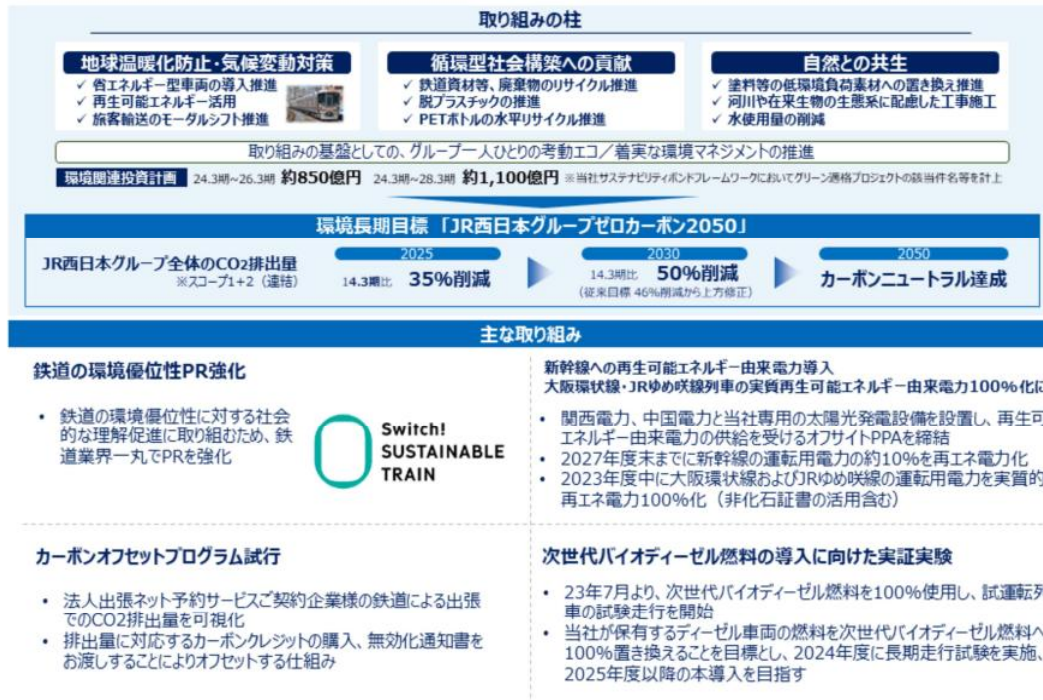 取り組みの柱
地球温暖化防止・気候変動対策
✓ 省エネルギー型車両の導入推進
✓ 再生可能エネルギー活用
✓ 旅客輸送のモーダルシフト推進
循環型社会構築への貢献
✓ 鉄道資材等、廃棄物のリサイクル推進
✓ 脱プラスチックの推進
✓ PETボトルの水平リサイクル推進
自然との共生
✓ 塗料等の低環境負荷素材への置き換え推進
✓ 河川や在来生物の生態系に配慮した工事施工
✓ 水使用量の削減
取り組みの基盤としての、グループ一人ひとりの考動エコ／着実な環境マネジメントの推進
環境関連投資計画 24.3期~26.3期 約850億円 24.3期~28.3期 約1,100億円 ※当社サステナビリティボンドフレームワークにおいてグリーン適格プロジェクトの該当件名等を計上
環境長期目標 「JR西日本グループゼロカーボン2050」
JR西日本グループ全体のCO2排出量
※スコープ1+2（連結）
2025
14.3期比 35%削減
2030
14.3期比 50%削減
（従来目標 46%削減から上方修正）
2050
カーボンニュートラル達成
主な取り組み
鉄道の環境優位性PR強化
• 鉄道の環境優位性に対する社会
的な理解促進に取り組むため、鉄
道業界一丸でPRを強化
Switch!
SUSTAINABLE
TRAIN
新幹線への再生可能エネルギー由来電力導入
大阪環状線・JRゆめ咲線列車の実質再生可能エネルギー由来電力100%化に
• 関西電力、中国電力と当社専用の太陽光発電設備を設置し、再生可
エネルギー由来電力の供給を受けるオフサイトPPAを締結
• 2027年度末までに新幹線の運転用電力の約10%を再エネ電力化
• 2023年度中に大阪環状線およびJRゆめ咲線の運転用電力を実質的
再エネ電力100%化（非化石証書の活用含む）
カーボンオフセットプログラム試行
• 法人出張ネット予約サービスご契約企業様の鉄道による出張
でのCO2排出量を可視化
• 排出量に対応するカーボンクレジットの購入、無効化通知書を
お渡しすることによりオフセットする仕組み
次世代バイオディーゼル燃料の導入に向けた実証実験
• 23年7月より、次世代バイオディーゼル燃料を100%使用し、試運転列
車の試験走行を開始
• 当社が保有するディーゼル車両の燃料を次世代バイオディーゼル燃料へ
100%置き換えることを目標とし、2024年度に長期走行試験を実施、
2025年度以降の本導入を目指す